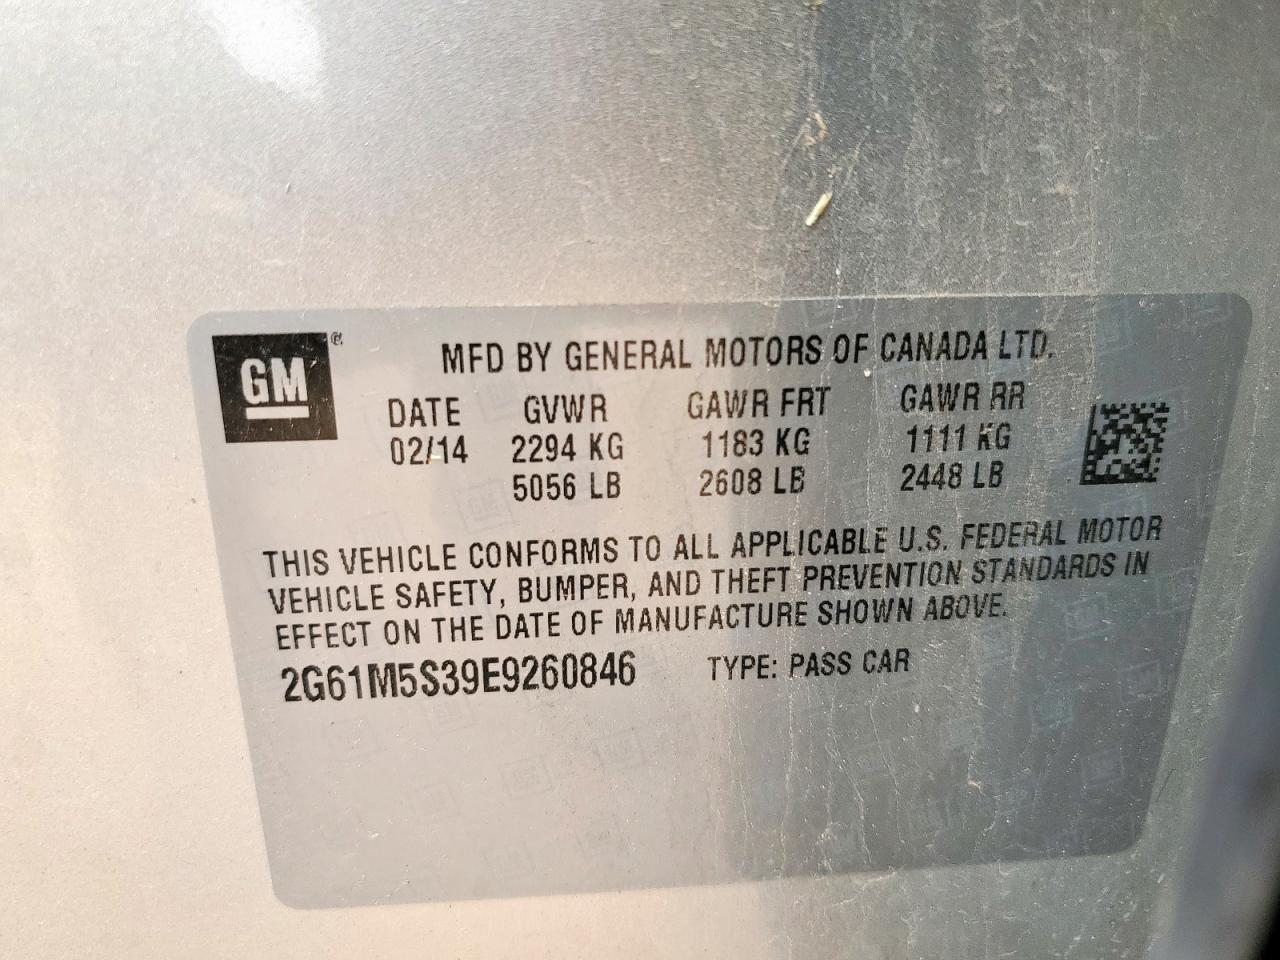 GM ®
MFD BY GENERAL MOTORS OF CANADA LTD.
DATE GVWR GAWR FRT GAWR RR
02/14 2294 KG 1183 KG 1111 KG
5056 LB 2608 LB 2448 LB
THIS VEHICLE CONFORMS TO ALL APPLICABLE U.S. FEDERAL MOTOR
VEHICLE SAFETY, BUMPER, AND THEFT PREVENTION STANDARDS IN
EFFECT ON THE DATE OF MANUFACTURE SHOWN ABOVE.
2G61M5S39E9260846 TYPE: PASS CAR